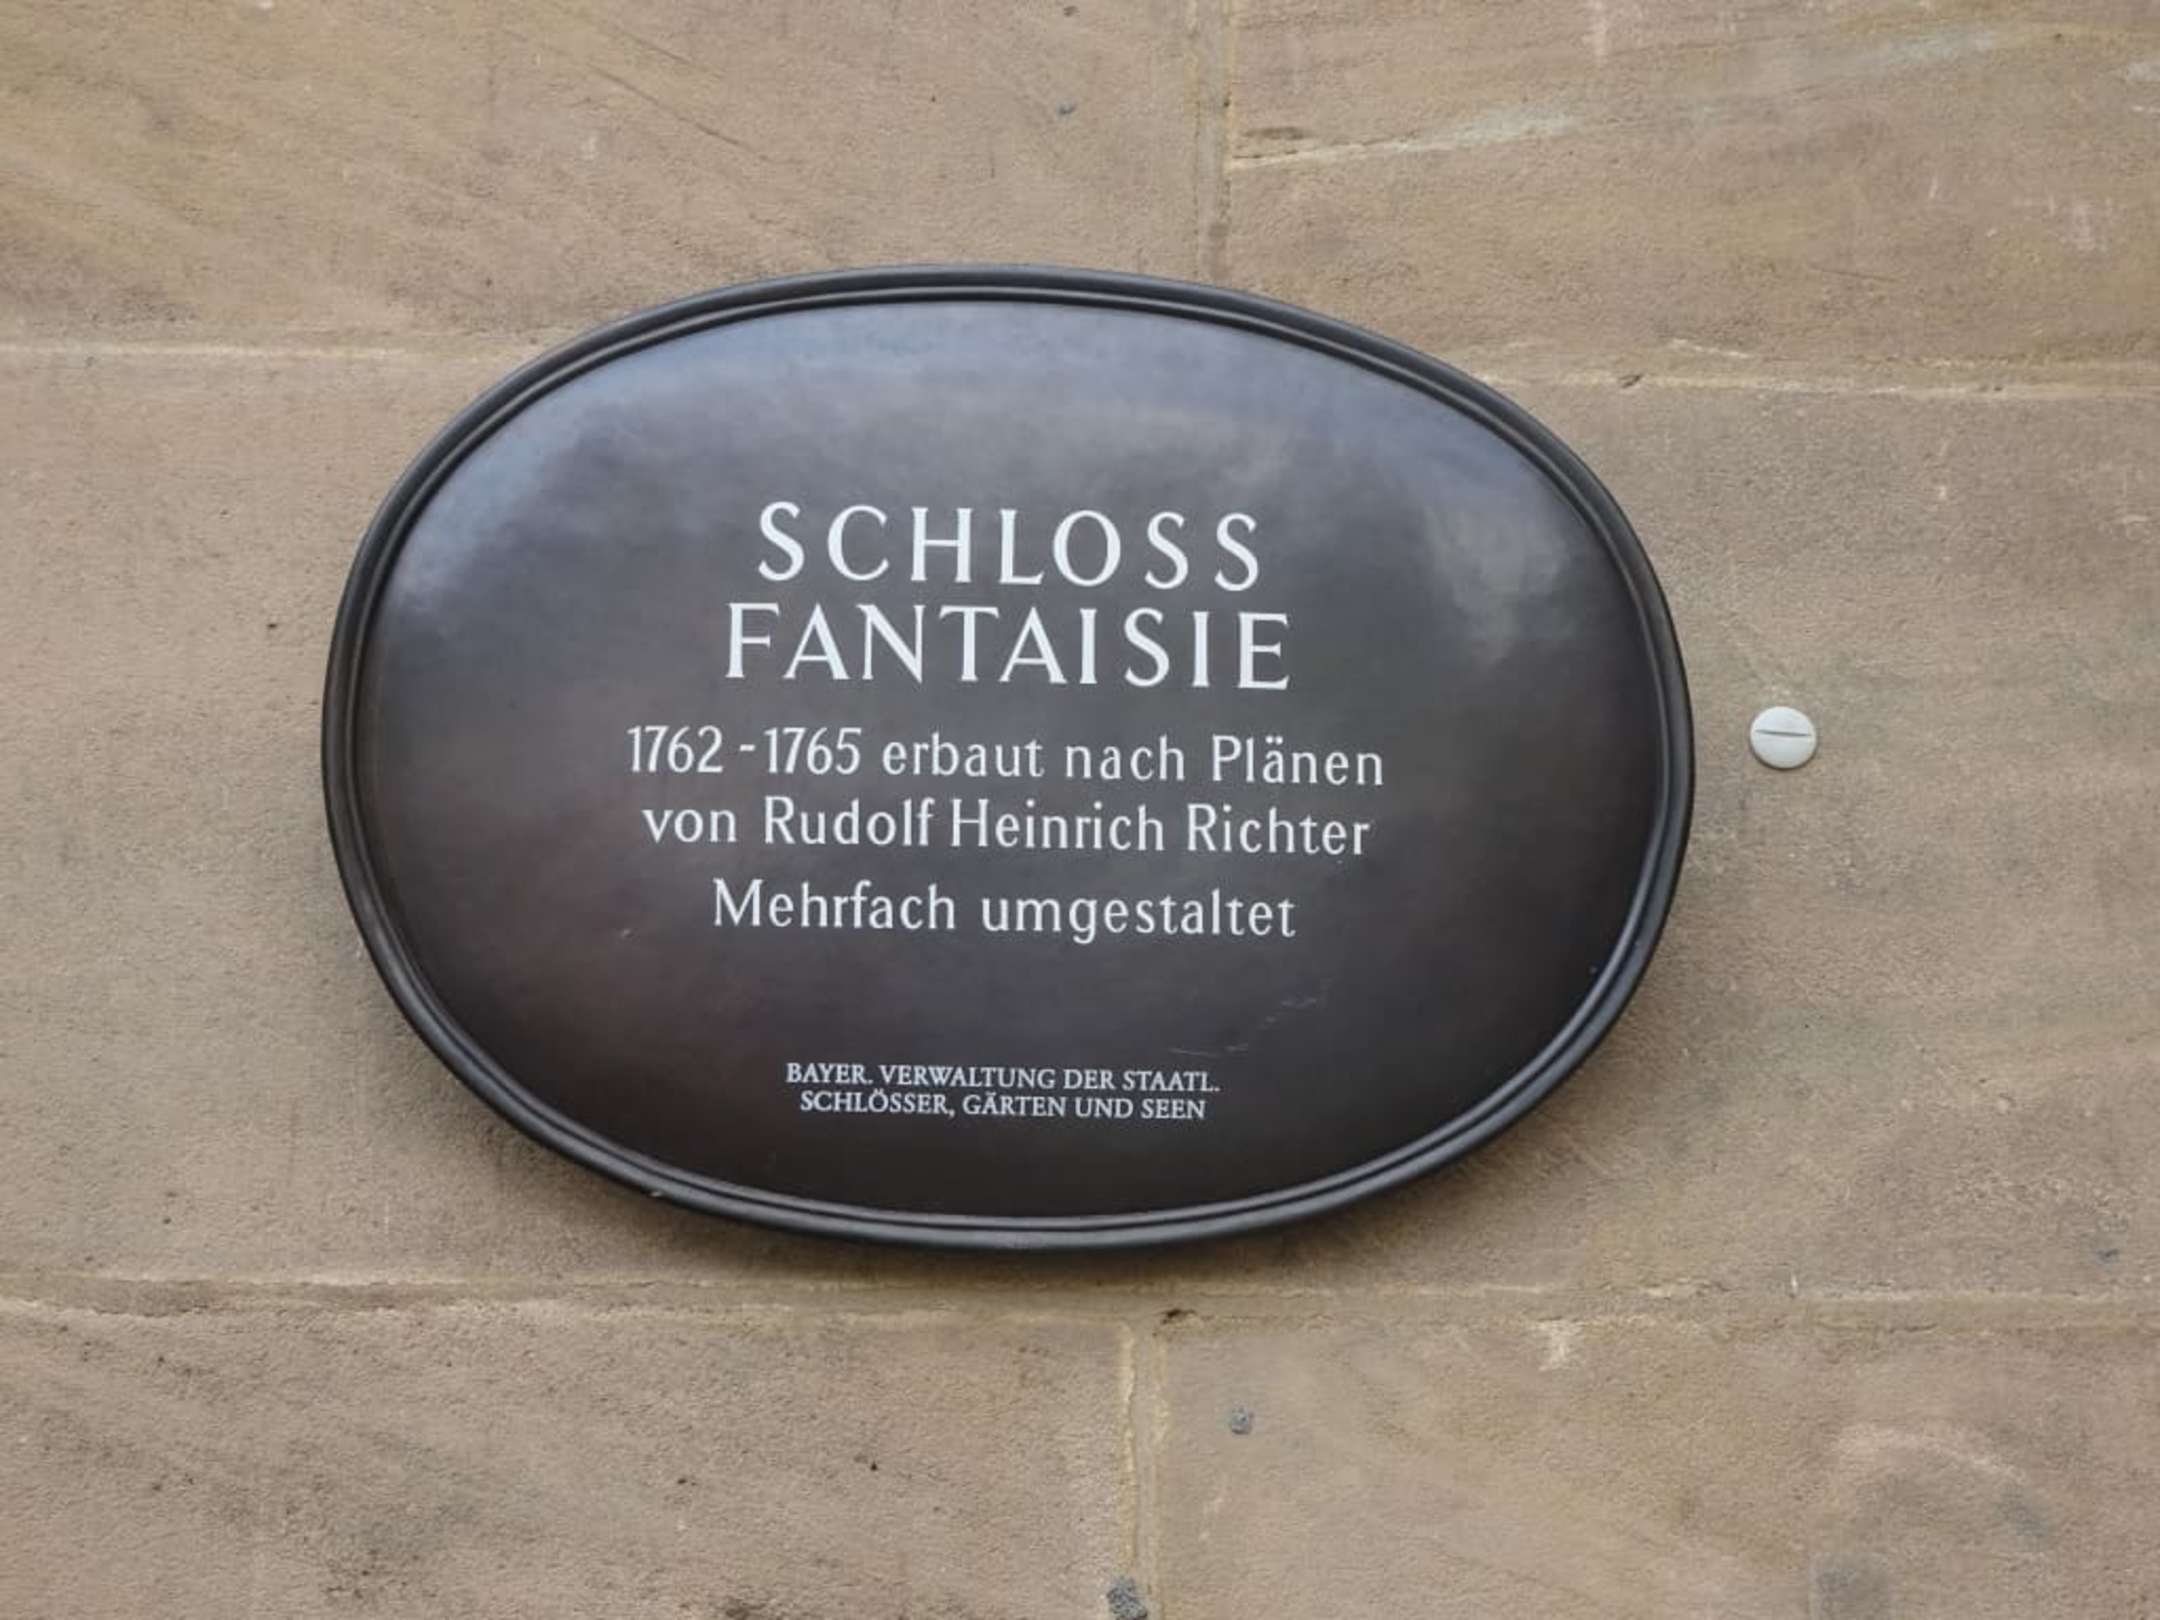 SCHLOSS
FANTAISIE
1762-1765 erbaut nach Plänen
von Rudolf Heinrich Richter
Mehrfach umgestaltet
BAYER. VERWALTUNG DER STAATL.
SCHLÖSSER, GÄRTEN UND SEEN